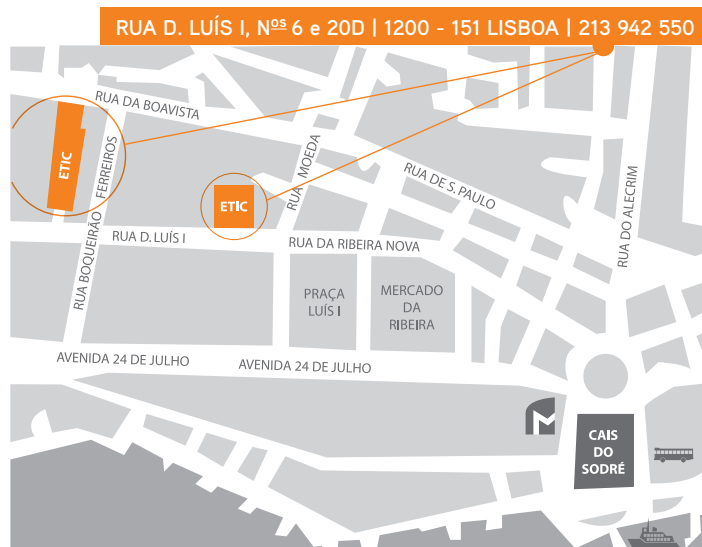 RUA D. LUÍS I, Nºs 6 e 20D | 1200 - 151 LISBOA | 213 942 550
RUA DA BOAVISTA
ETIC
RUA BOQUEIRÃO FERREIROS
RUA MOEDA
ETIC
RUA DE S. PAULO
RUA DO ALECRIM
RUA D. LUÍS I
RUA DA RIBEIRA NOVA
PRAÇA
LUÍS I
MERCADO
DA
RIBEIRA
AVENIDA 24 DE JULHO
AVENIDA 24 DE JULHO
CAIS
DO
SODRÉ